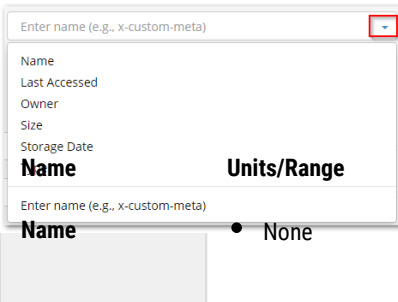 Enter name (e.g., x-custom-meta)
Name
Last Accessed
Owner
Size
Storage Date
Name Units/Range
Enter name (e.g., x-custom-meta)
Name • None